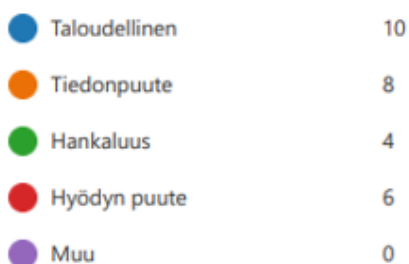 Taloudellinen 10
Tiedonpuute 8
Hankaluus 4
Hyödyn puute 6
Muu 0